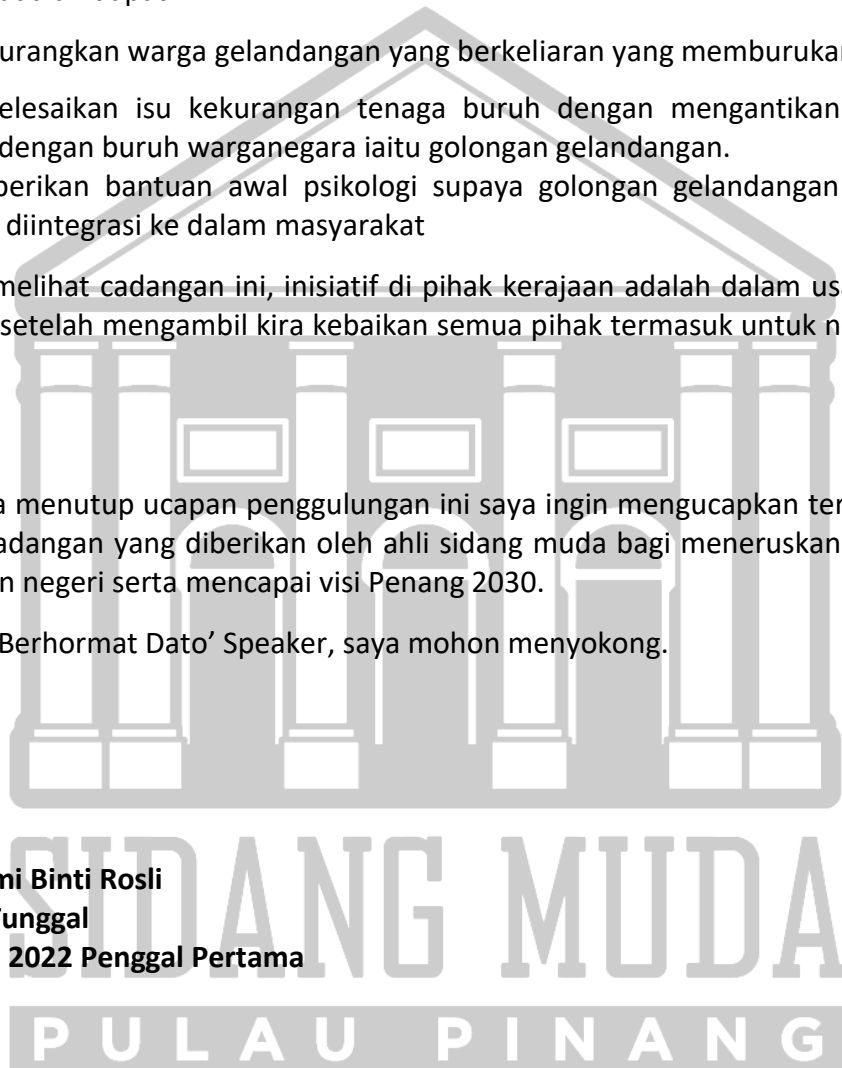 urangkan warga gelandangan yang berkeliaran yang memburukan
elesaikan isu kekurangan tenaga buruh dengan mengantikan
dengan buruh warganegara iaitu golongan gelandangan.
berikan bantuan awal psikologi supaya golongan gelandangan
diintegrasi ke dalam masyarakat
melihat cadangan ini, inisiatif di pihak kerajaan adalah dalam usa
setelah mengambil kira kebaikan semua pihak termasuk untuk n
a menutup ucapan penggulungan ini saya ingin mengucapkan ter
adangan yang diberikan oleh ahli sidang muda bagi meneruskan
n negeri serta mencapai visi Penang 2030.
Berhormat Dato’ Speaker, saya mohon menyokong.
mi Binti Rosli
Tunggal
2022 Penggal Pertama
SIDANG MUDA
PULAU PINANG